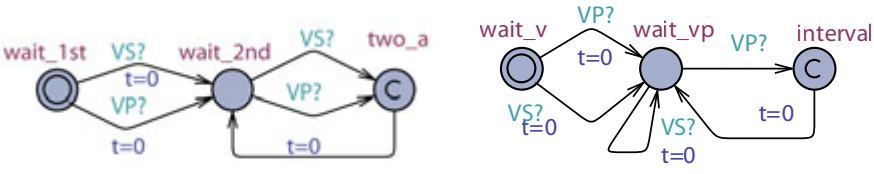 wait_1st
VS?
t=0
VP?
t=0
wait_2nd
VS?
VP?
t=0
two_a
C
wait_v
VP?
t=0
VS?
t=0
wait_vp
VS?
t=0
VP?
t=0
interval
C